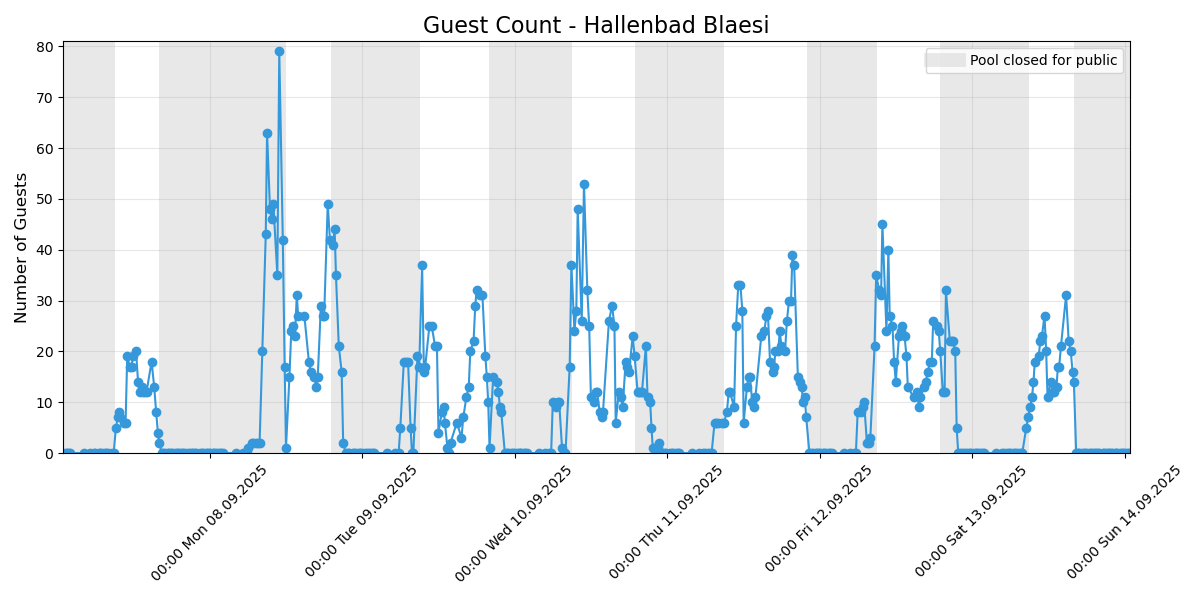 Guest Count - Hallenbad Blaesi
Pool closed for public
Number of Guests
80
70
60
50
40
30
20
10
0
00:00 Mon 08.09.2025
00:00 Tue 09.09.2025
00:00 Wed 10.09.2025
00:00 Thu 11.09.2025
00:00 Fri 12.09.2025
00:00 Sat 13.09.2025
00:00 Sun 14.09.2025